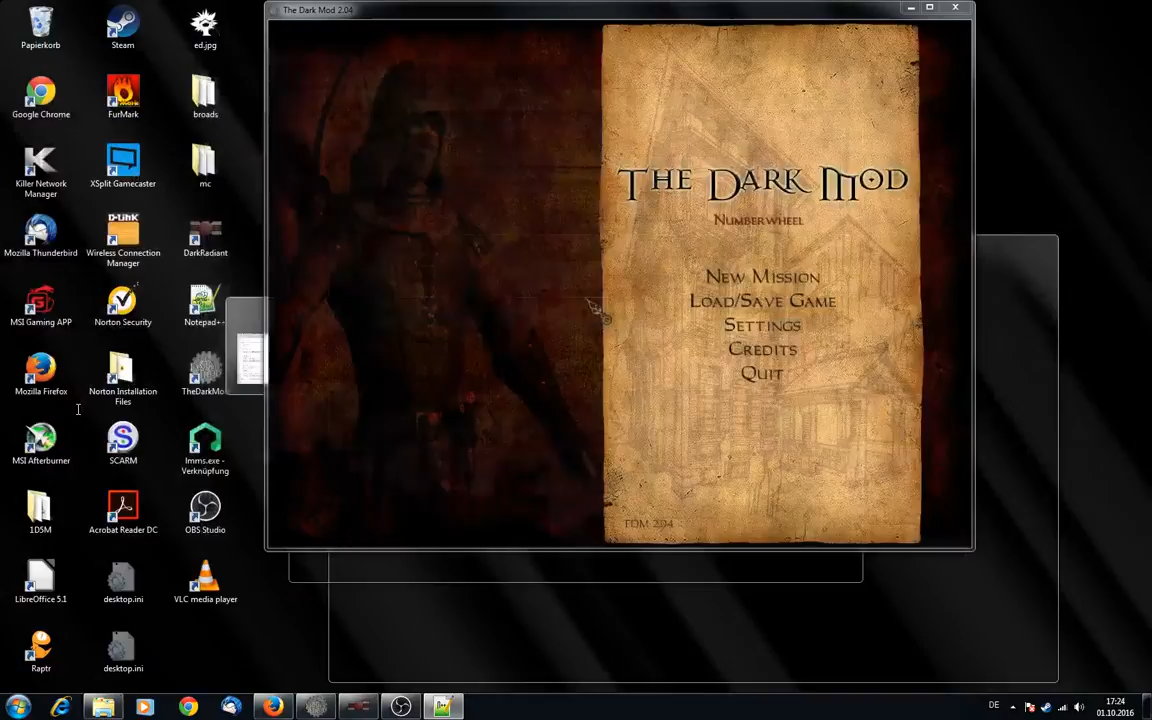 The Dark Mod 2.04
Papierkorb
Steam
ed.jpg
Google Chrome
FurMark
broads
Killer Network
Manager
XSplit Gamecaster
mc
Mozilla Thunderbird
D-Link
Wireless Connection
Manager
DarkRadiant
MSI Gaming APP
Norton Security
Notepad++
Mozilla Firefox
Norton Installation
Files
TheDarkMo
MSI Afterburner
SCARM
lmms.exe -
Verknüpfung
1D5M
Acrobat Reader DC
OBS Studio
LibreOffice 5.1
desktop.ini
VLC media player
Raptr
desktop.ini
The Dark Mod
Numberwheel
New Mission
Load/Save Game
Settings
Credits
Quit
TDM 2.04
DE
17:24
01.10.2016